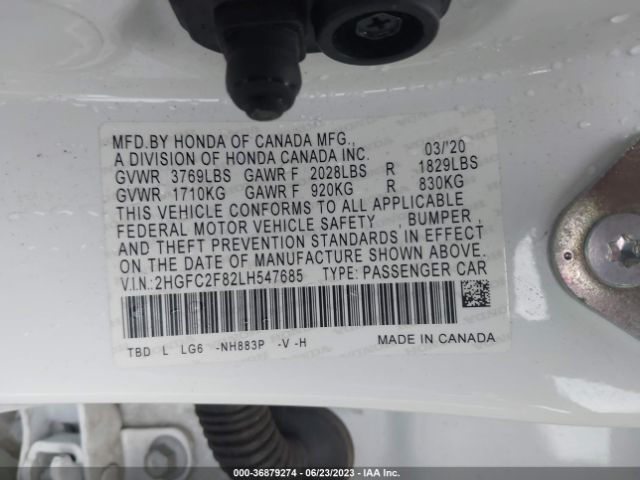 MFD.BY HONDA OF CANADA MFG., 03/'20
A DIVISION OF HONDA CANADA INC.
GVWR 3769LBS GAWR F 2028LBS R 1829LBS
GVWR 1710KG GAWR F 920KG R 830KG
THIS VEHICLE CONFORMS TO ALL APPLICABLE
FEDERAL MOTOR VEHICLE SAFETY , BUMPER ,
AND THEFT PREVENTION STANDARDS IN EFFECT
ON THE DATE OF MANUFACTURE SHOWN ABOVE.
V.I.N: 2HGFC2F82LH547685 TYPE: PASSENGER CAR
TBD L LG6 -NH883P -V -H MADE IN CANADA
000-36879274 / 06/23/2023 / IAA Inc.